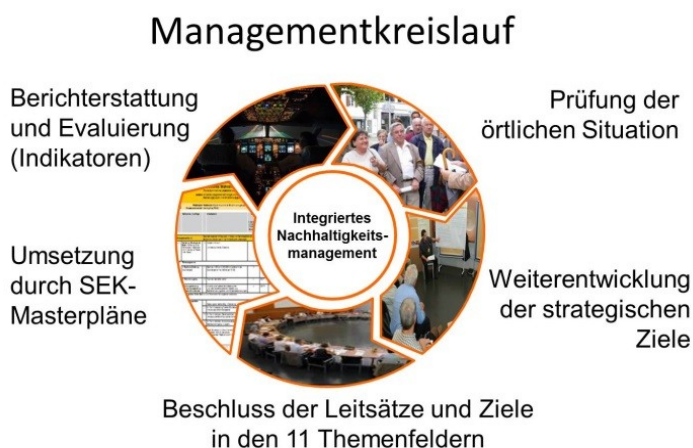 Managementkreislauf
Prüfung der
örtlichen Situation
Weiterentwicklung
der strategischen
Ziele
Beschluss der Leitsätze und Ziele
in den 11 Themenfeldern
Umsetzung
durch SEK-
Masterpläne
Berichterstattung
und Evaluierung
(Indikatoren)
Integriertes
Nachhaltigkeits-
management